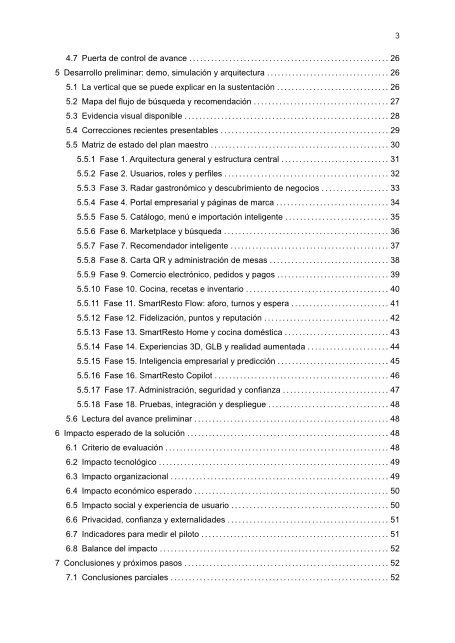 3
4.7 Puerta de control de avance ........ 26
5 Desarrollo preliminar: demo, simulación y arquitectura ........ 26
5.1 La vertical que se puede explicar en la sustentación ........ 26
5.2 Mapa del flujo de búsqueda y recomendación ........ 27
5.3 Evidencia visual disponible ........ 28
5.4 Correcciones recientes presentables ........ 29
5.5 Matriz de estado del plan maestro ........ 30
5.5.1 Fase 1. Arquitectura general y estructura central ........ 31
5.5.2 Fase 2. Usuarios, roles y perfiles ........ 32
5.5.3 Fase 3. Radar gastronómico y descubrimiento de negocios ........ 33
5.5.4 Fase 4. Portal empresarial y páginas de marca ........ 34
5.5.5 Fase 5. Catálogo, menú e importación inteligente ........ 35
5.5.6 Fase 6. Marketplace y búsqueda ........ 36
5.5.7 Fase 7. Recomendador inteligente ........ 37
5.5.8 Fase 8. Carta QR y administración de mesas ........ 38
5.5.9 Fase 9. Comercio electrónico, pedidos y pagos ........ 39
5.5.10 Fase 10. Cocina, recetas e inventario ........ 40
5.5.11 Fase 11. SmartResto Flow: aforo, turnos y espera ........ 41
5.5.12 Fase 12. Fidelización, puntos y reputación ........ 42
5.5.13 Fase 13. SmartResto Home y cocina doméstica ........ 43
5.5.14 Fase 14. Experiencias 3D, GLB y realidad aumentada ........ 44
5.5.15 Fase 15. Inteligencia empresarial y predicción ........ 45
5.5.16 Fase 16. SmartResto Copilot ........ 46
5.5.17 Fase 17. Administración, seguridad y confianza ........ 47
5.5.18 Fase 18. Pruebas, integración y despliegue ........ 48
5.6 Lectura del avance preliminar ........ 48
6 Impacto esperado de la solución ........ 48
6.1 Criterio de evaluación ........ 48
6.2 Impacto tecnológico ........ 49
6.3 Impacto organizacional ........ 49
6.4 Impacto económico esperado ........ 50
6.5 Impacto social y experiencia de usuario ........ 50
6.6 Privacidad, confianza y externalidades ........ 51
6.7 Indicadores para medir el piloto ........ 51
6.8 Balance del impacto ........ 52
7 Conclusiones y próximos pasos ........ 52
7.1 Conclusiones parciales ........ 52